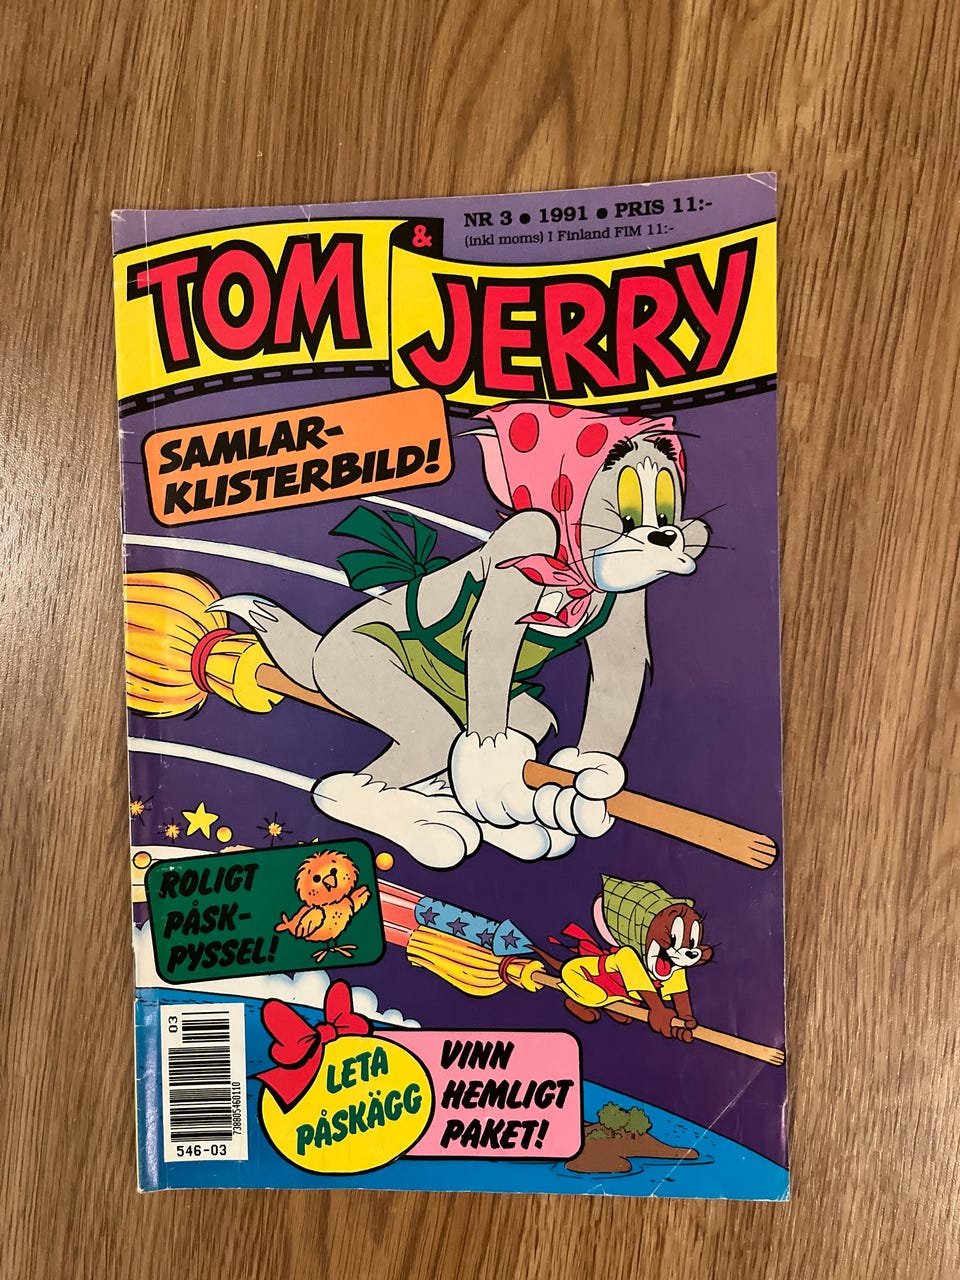 NR 3 • 1991 • PRIS 11:-
(inkl moms) I Finland FIM 11:-
TOM & JERRY
SAMLAR-
KLISTERBILD!
ROLIGT
PÅSK-
PYSSEL!
LETA
PÅSKÄGG
VINN
HEMLIGT
PAKET!
03
738805460110
546-03